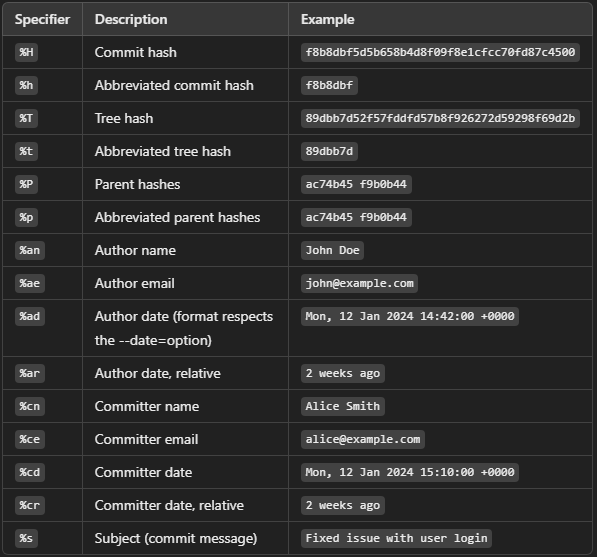 Specifier Description Example
%H Commit hash f8b8dbf5d5b658b4d8f09f8e1cfcc70fd87c4500
%h Abbreviated commit hash f8b8dbf
%T Tree hash 89dbb7d52f57fddfd57b8f926272d59298f69d2b
%t Abbreviated tree hash 89dbb7d
%P Parent hashes ac74b45 f9b0b44
%p Abbreviated parent hashes ac74b45 f9b0b44
%an Author name John Doe
%ae Author email john@example.com
%ad Author date (format respects Mon, 12 Jan 2024 14:42:00 +0000
the --date=option)
%ar Author date, relative 2 weeks ago
%cn Committer name Alice Smith
%ce Committer email alice@example.com
%cd Committer date Mon, 12 Jan 2024 15:10:00 +0000
%cr Committer date, relative 2 weeks ago
%s Subject (commit message) Fixed issue with user login